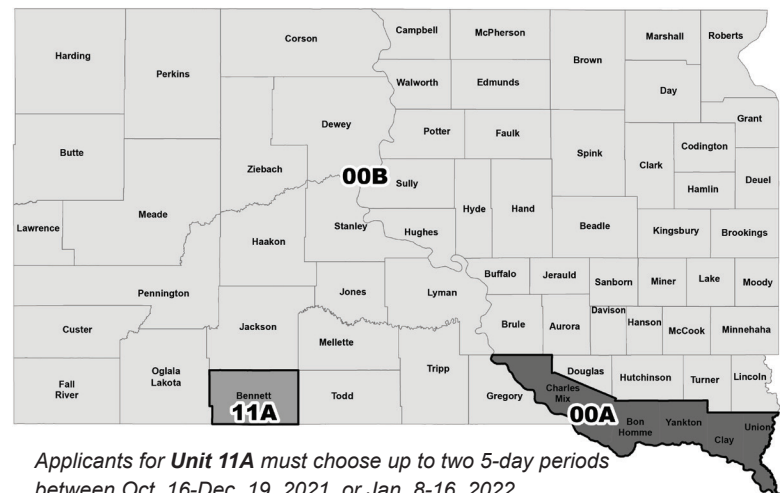 Harding
Corson
Campbell
McPherson
Marshall
Roberts
Perkins
Brown
Walworth
Edmunds
Day
Dewey
Grant
Butte
Potter
Faulk
Codington
Ziebach
Spink
Clark
00B
Sully
Hamlin
Deuel
Lawrence
Meade
Hyde
Hand
Haakon
Stanley
Hughes
Beadle
Kingsbury
Brookings
Buffalo
Jerauld
Sanborn
Miner
Lake
Moody
Pennington
Jones
Lyman
Custer
Jackson
Brule
Aurora
Davison
Hanson
McCook
Minnehaha
Mellette
Fall
River
Oglala
Lakota
Tripp
Douglas
Hutchinson
Turner
Lincoln
Bennett
11A
Todd
Gregory
Charles
Mix
00A
Bon
Homme
Yankton
Clay
Union
Applicants for Unit 11A must choose up to two 5-day periods
between Oct. 16-Dec. 19, 2021, or Jan. 8-16, 2022